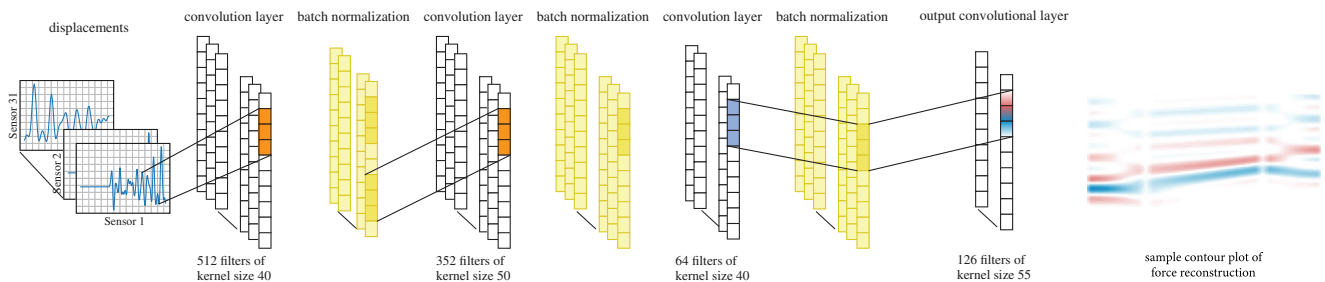 displacements
convolution layer
batch normalization
convolution layer
batch normalization
convolution layer
batch normalization
output convolutional layer
Sensor 31
Sensor 2
Sensor 1
512 filters of
kernel size 40
352 filters of
kernel size 50
64 filters of
kernel size 40
126 filters of
kernel size 55
sample contour plot of
force reconstruction